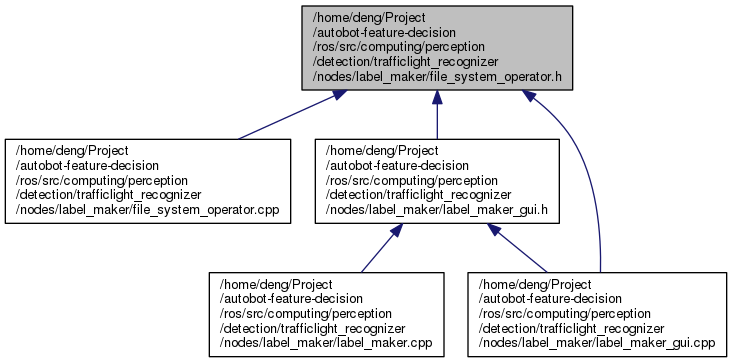 /home/deng/Project
/autobot-feature-decision
/ros/src/computing/perception
/detection/trafficlight_recognizer
/nodes/label_maker/file_system_operator.h
/home/deng/Project
/autobot-feature-decision
/ros/src/computing/perception
/detection/trafficlight_recognizer
/nodes/label_maker/file_system_operator.cpp
/home/deng/Project
/autobot-feature-decision
/ros/src/computing/perception
/detection/trafficlight_recognizer
/nodes/label_maker/label_maker_gui.h
/home/deng/Project
/autobot-feature-decision
/ros/src/computing/perception
/detection/trafficlight_recognizer
/nodes/label_maker/label_maker.cpp
/home/deng/Project
/autobot-feature-decision
/ros/src/computing/perception
/detection/trafficlight_recognizer
/nodes/label_maker/label_maker_gui.cpp